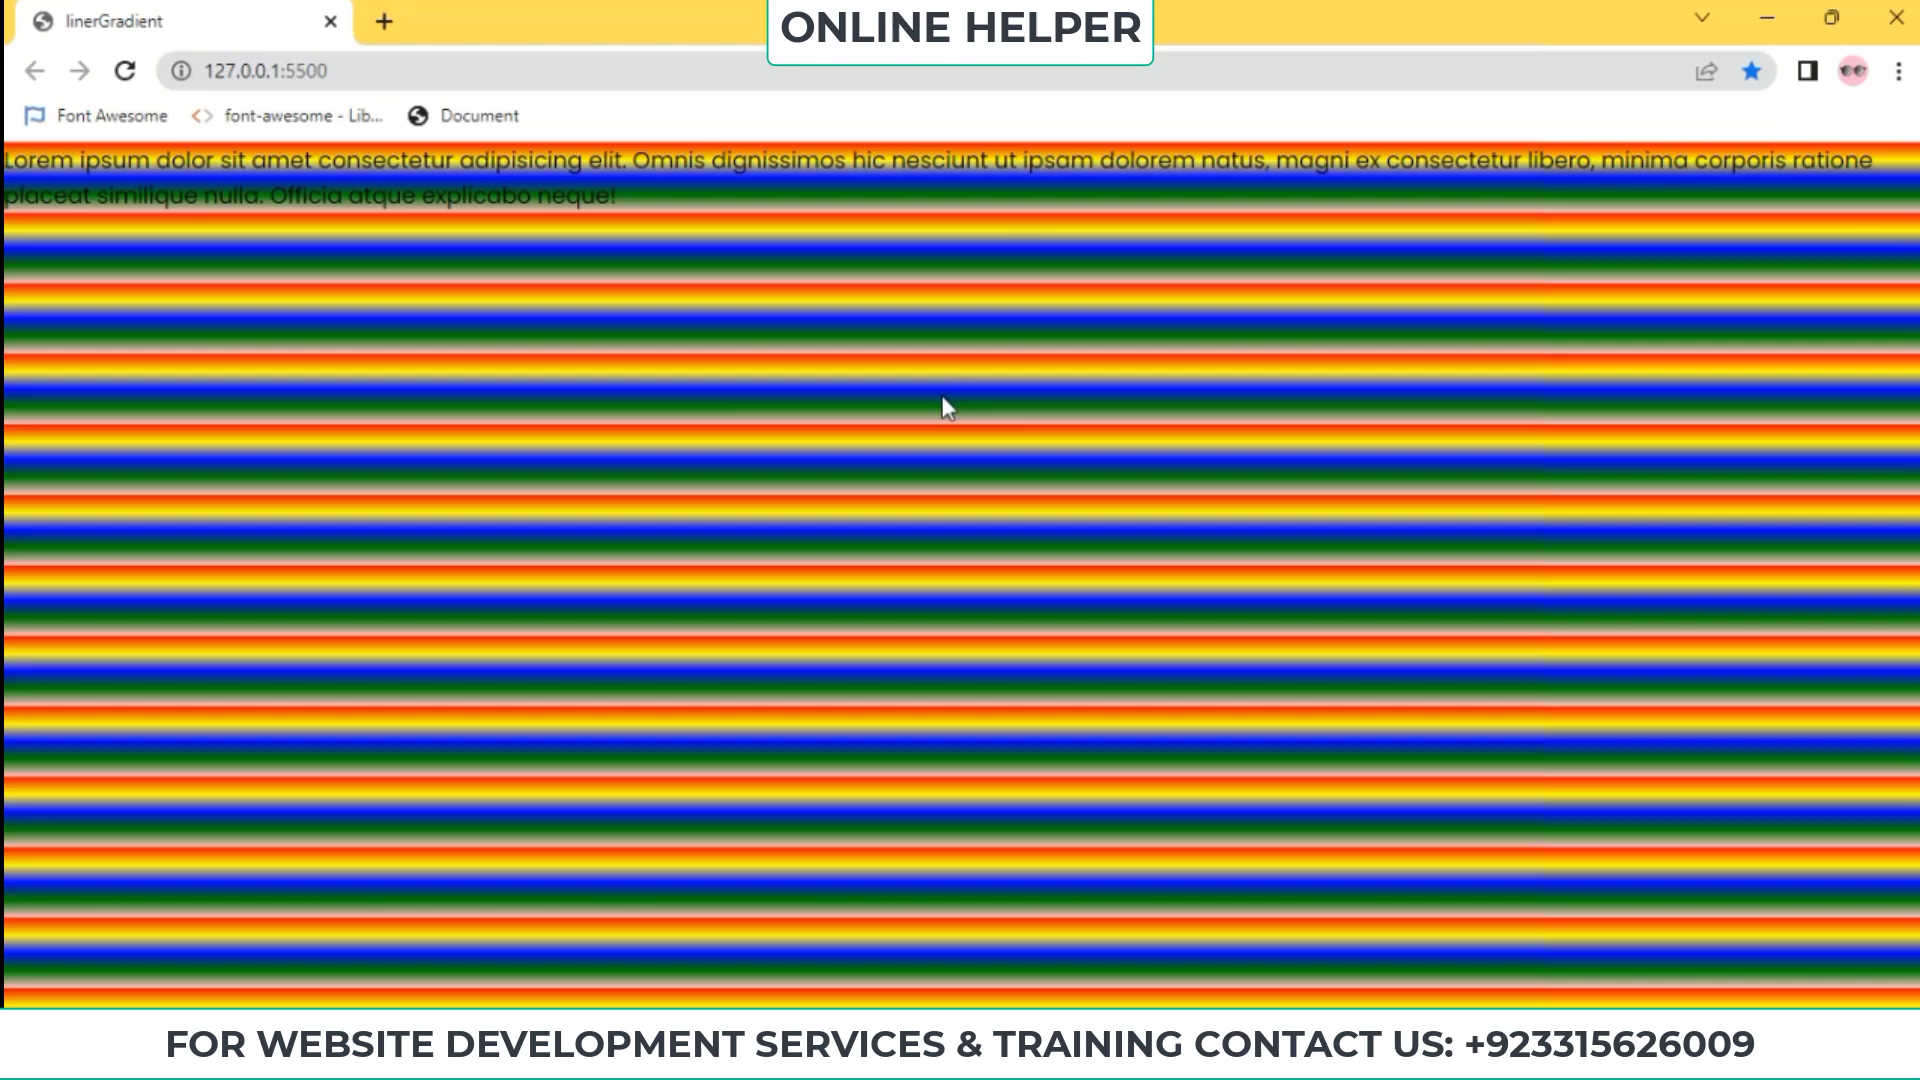 linerGradient
ONLINE HELPER
127.0.0.1:5500
Font Awesome
font-awesome - Lib...
Document
Lorem ipsum dolor sit amet consectetur adipisicing elit. Omnis dignissimos hic nesciunt ut ipsam dolorem natus, magni ex consectetur libero, minima corporis ratione
placeat similique nulla. Officia atque explicabo neque!
FOR WEBSITE DEVELOPMENT SERVICES & TRAINING CONTACT US: +923315626009